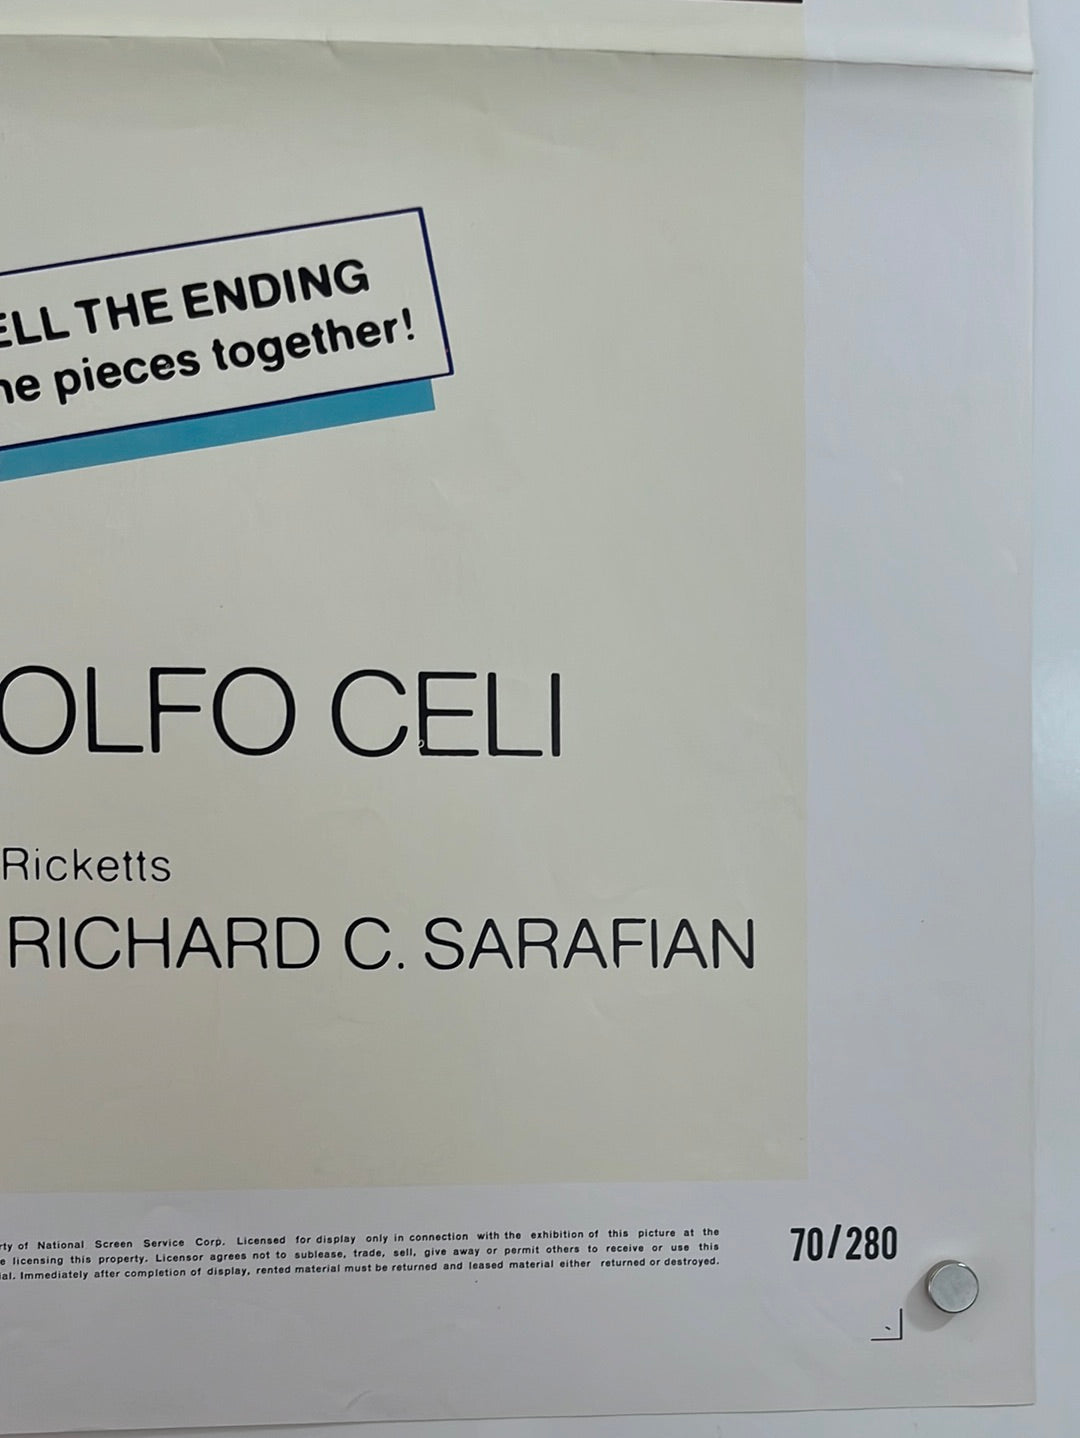 ELL THE ENDING
he pieces together!
OLFO CELI
Ricketts
RICHARD C. SARAFIAN
rty of National Screen Service Corp. Licensed for display only in connection with the exhibition of this picture at the
e licensing this property. Licensor agrees not to sublease, trade, sell, give away or permit others to receive or use this
ial. Immediately after completion of display, rented material must be returned and leased material either returned or destroyed.
70/280